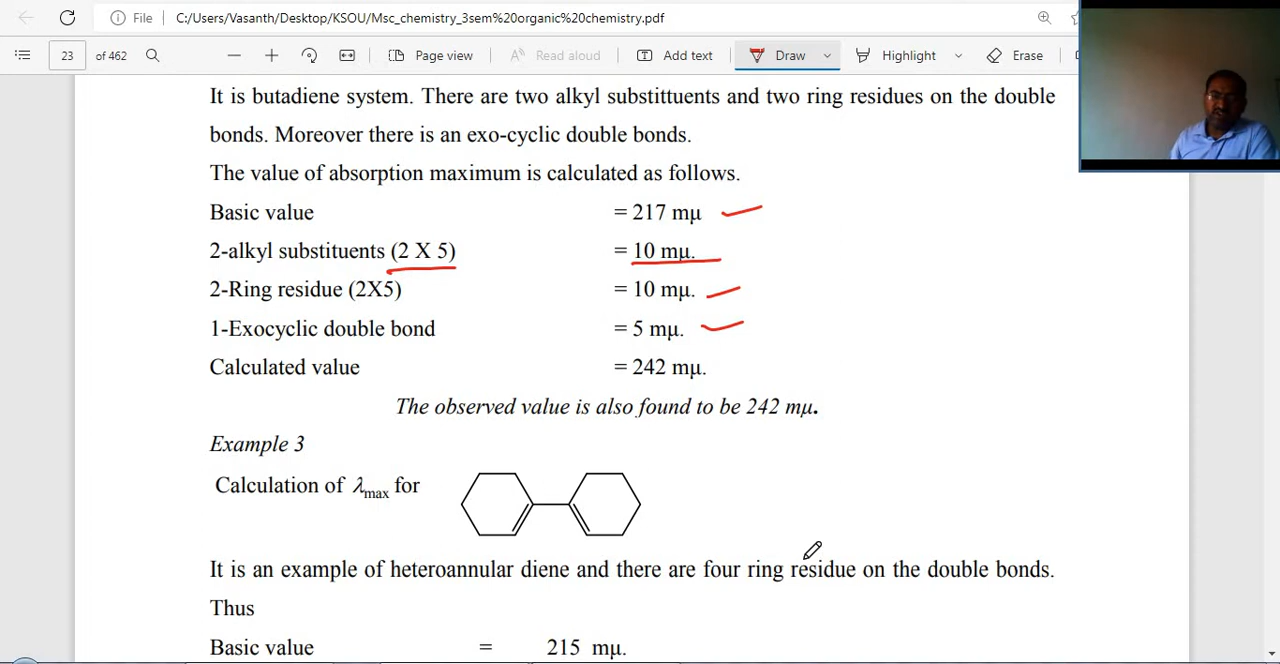 File C:/Users/Vasanth/Desktop/KSOU/Msc_chemistry_3sem%20organic%20chemistry.pdf
23 of 462 Page view Read aloud Add text Draw Highlight Erase
It is butadiene system. There are two alkyl substittuents and two ring residues on the double
bonds. Moreover there is an exo-cyclic double bonds.
The value of absorption maximum is calculated as follows.
Basic value = 217 mμ
2-alkyl substituents (2 X 5) = 10 mμ.
2-Ring residue (2X5) = 10 mμ.
1-Exocyclic double bond = 5 mμ.
Calculated value = 242 mμ.
The observed value is also found to be 242 mμ.
Example 3
Calculation of λmax for
It is an example of heteroannular diene and there are four ring residue on the double bonds.
Thus
Basic value = 215 mμ.